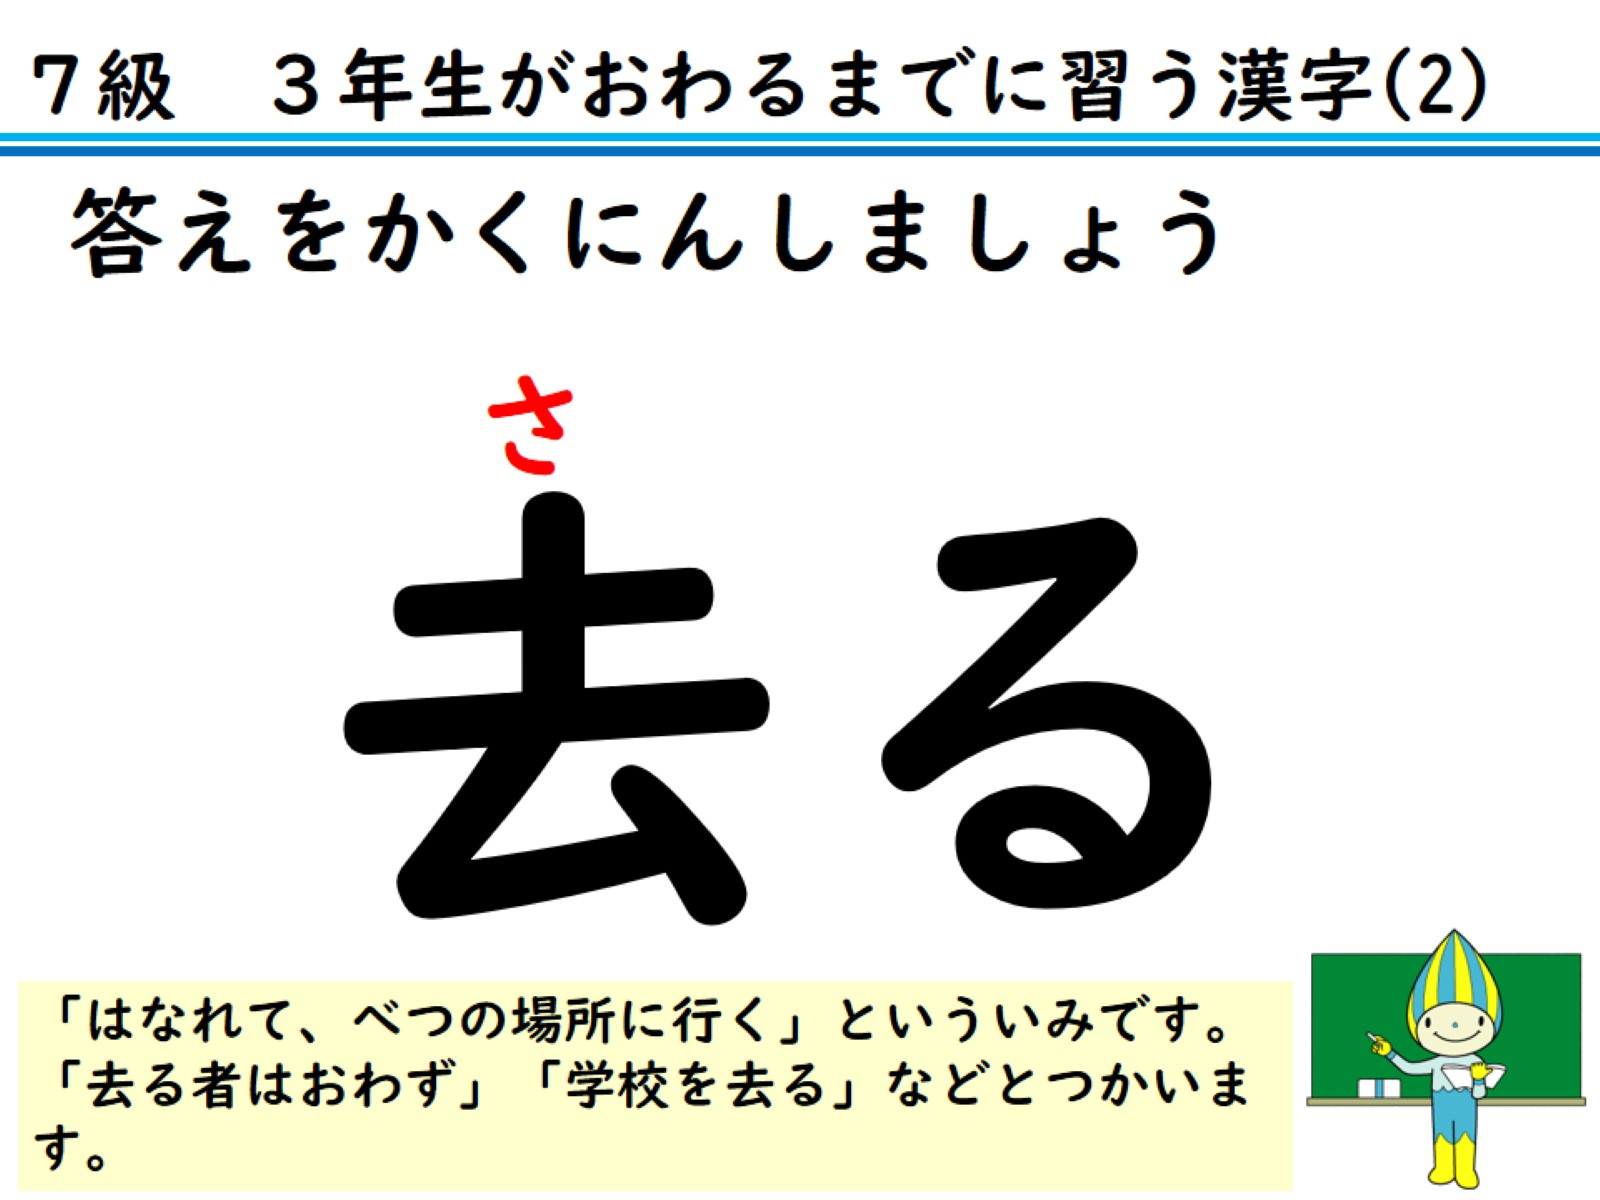 ７級　３年生がおわるまでに習う漢字(2)
答えをかくにんしましょう
さ
去る
「はなれて、べつの場所に行く」といういみです。
「去る者はおわず」「学校を去る」などとつかいま
す。